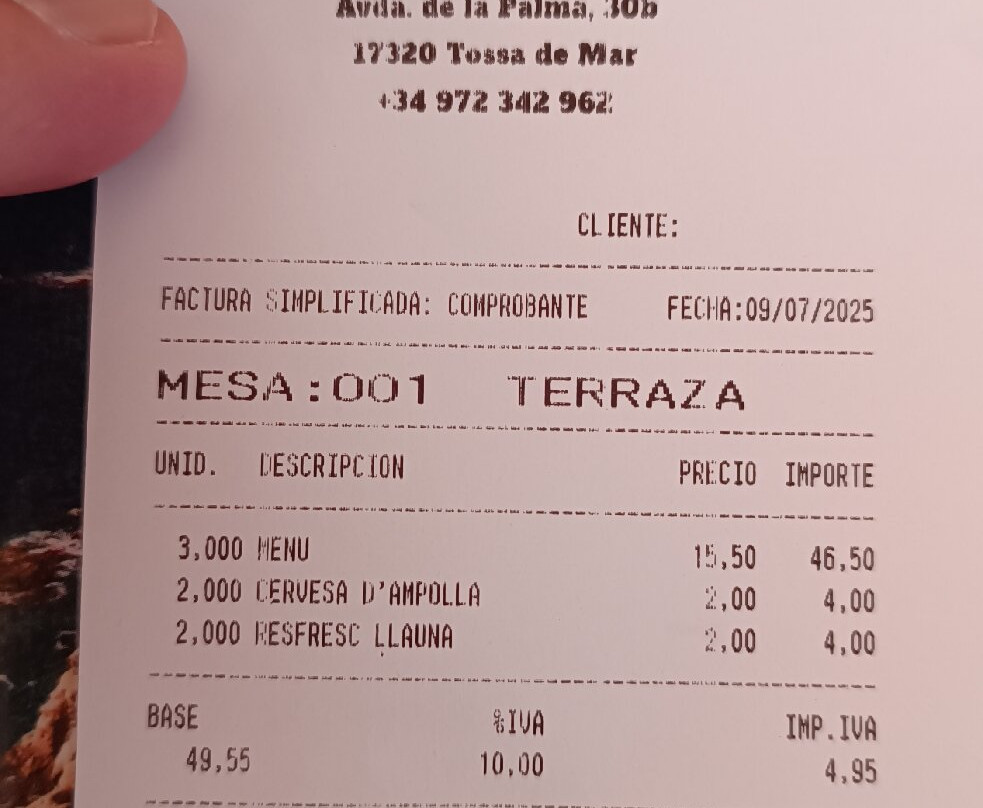 Avda. de la Palma, 30b
17320 Tossa de Mar
+34 972 342 962
CLIENTE:
FACTURA SIMPLIFICADA: COMPROBANTE FECHA:09/07/2025
MESA:001 TERRAZA
UNID. DESCRIPCION PRECIO IMPORTE
3,000 MENU 15,50 46,50
2,000 CERVESA D'AMPOLLA 2,00 4,00
2,000 RESFRESC LLAUNA 2,00 4,00
BASE %IVA IMP.IVA
49,55 10,00 4,95